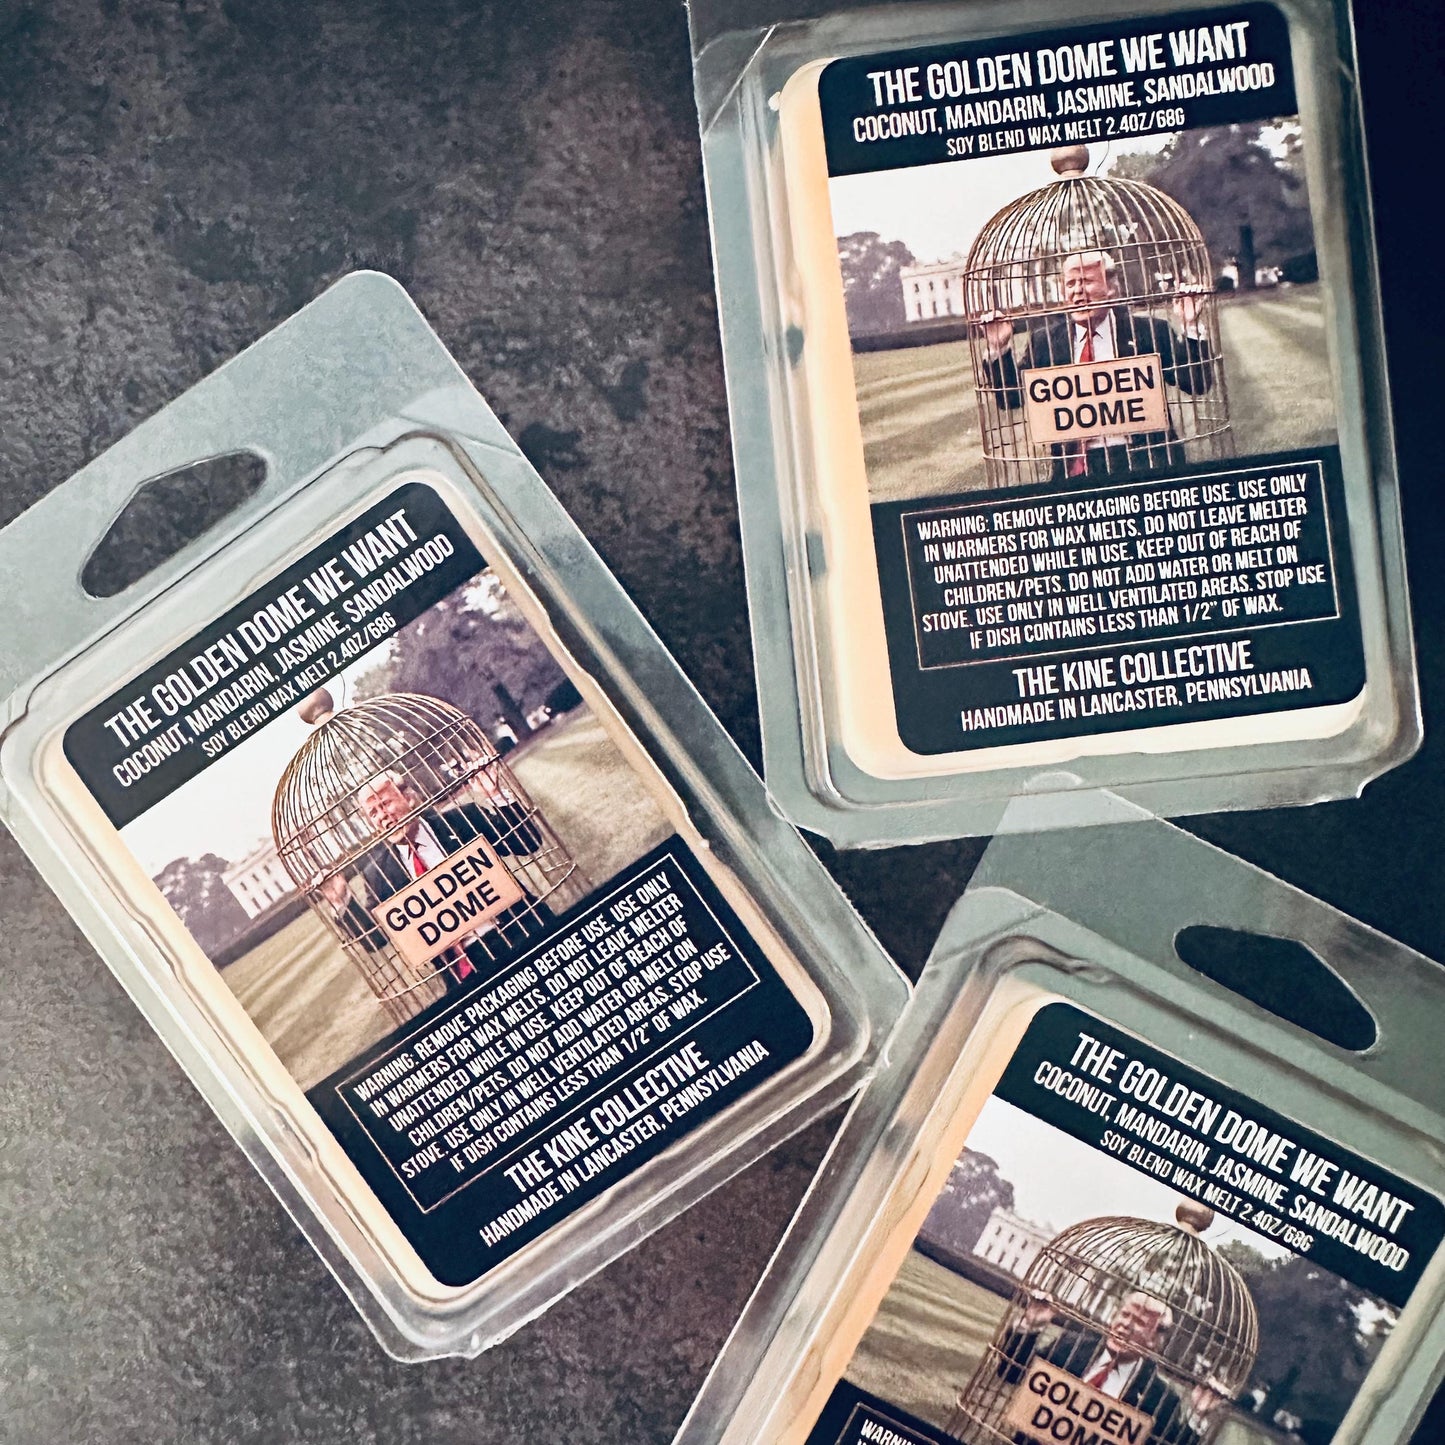 THE GOLDEN DOME WE WANT
COCONUT, MANDARIN, JASMINE, SANDALWOOD
SOY BLEND WAX MELT 2.4OZ/68G
GOLDEN
DOME
WARNING: REMOVE PACKAGING BEFORE USE. USE ONLY
IN WARMERS FOR WAX MELTS. DO NOT LEAVE MELTER
UNATTENDED WHILE IN USE. KEEP OUT OF REACH OF
CHILDREN/PETS. DO NOT ADD WATER OR MELT ON
STOVE. USE ONLY IN WELL VENTILATED AREAS. STOP USE
IF DISH CONTAINS LESS THAN 1/2" OF WAX.
THE KINE COLLECTIVE
HANDMADE IN LANCASTER, PENNSYLVANIA
THE GOLDEN DOME WE WANT
COCONUT, MANDARIN, JASMINE, SANDALWOOD
SOY BLEND WAX MELT 2.4OZ/68G
GOLDEN
DOME
WARNING: REMOVE PACKAGING BEFORE USE. USE ONLY
IN WARMERS FOR WAX MELTS. DO NOT LEAVE MELTER
UNATTENDED WHILE IN USE. KEEP OUT OF REACH OF
CHILDREN/PETS. DO NOT ADD WATER OR MELT ON
STOVE. USE ONLY IN WELL VENTILATED AREAS. STOP USE
IF DISH CONTAINS LESS THAN 1/2" OF WAX.
THE KINE COLLECTIVE
HANDMADE IN LANCASTER, PENNSYLVANIA
THE GOLDEN DOME WE WANT
COCONUT, MANDARIN, JASMINE, SANDALWOOD
SOY BLEND WAX MELT 2.4OZ/68G
GOLDEN
DOME